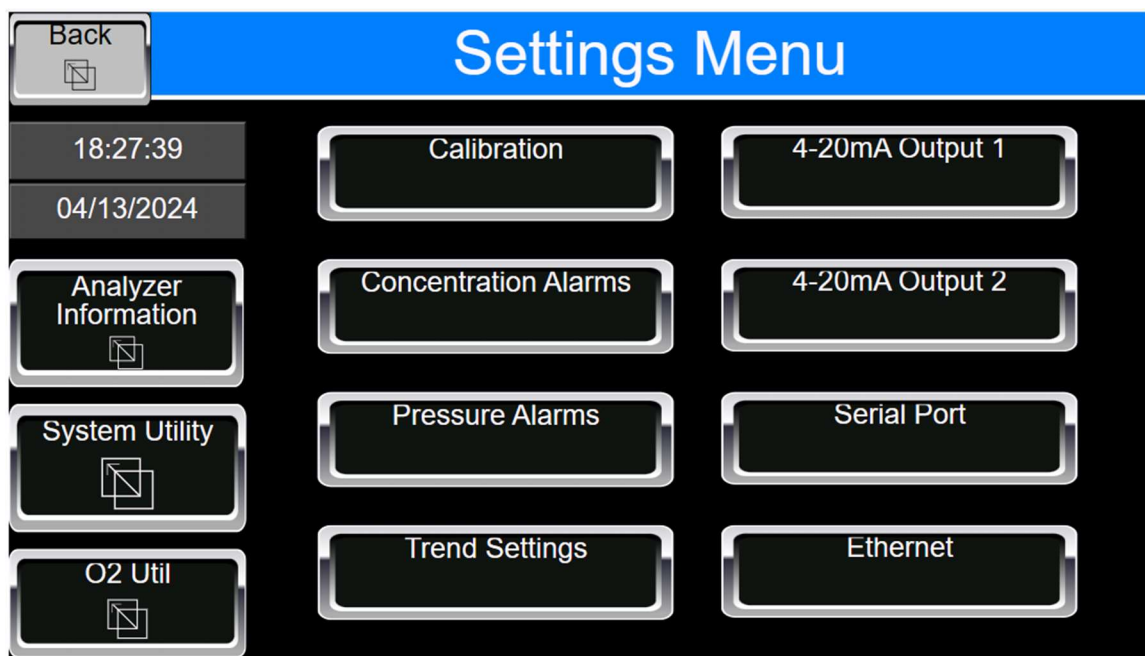 Back
Settings Menu
18:27:39
04/13/2024
Analyzer
Information
System Utility
O2 Util
Calibration
4-20mA Output 1
Concentration Alarms
4-20mA Output 2
Pressure Alarms
Serial Port
Trend Settings
Ethernet